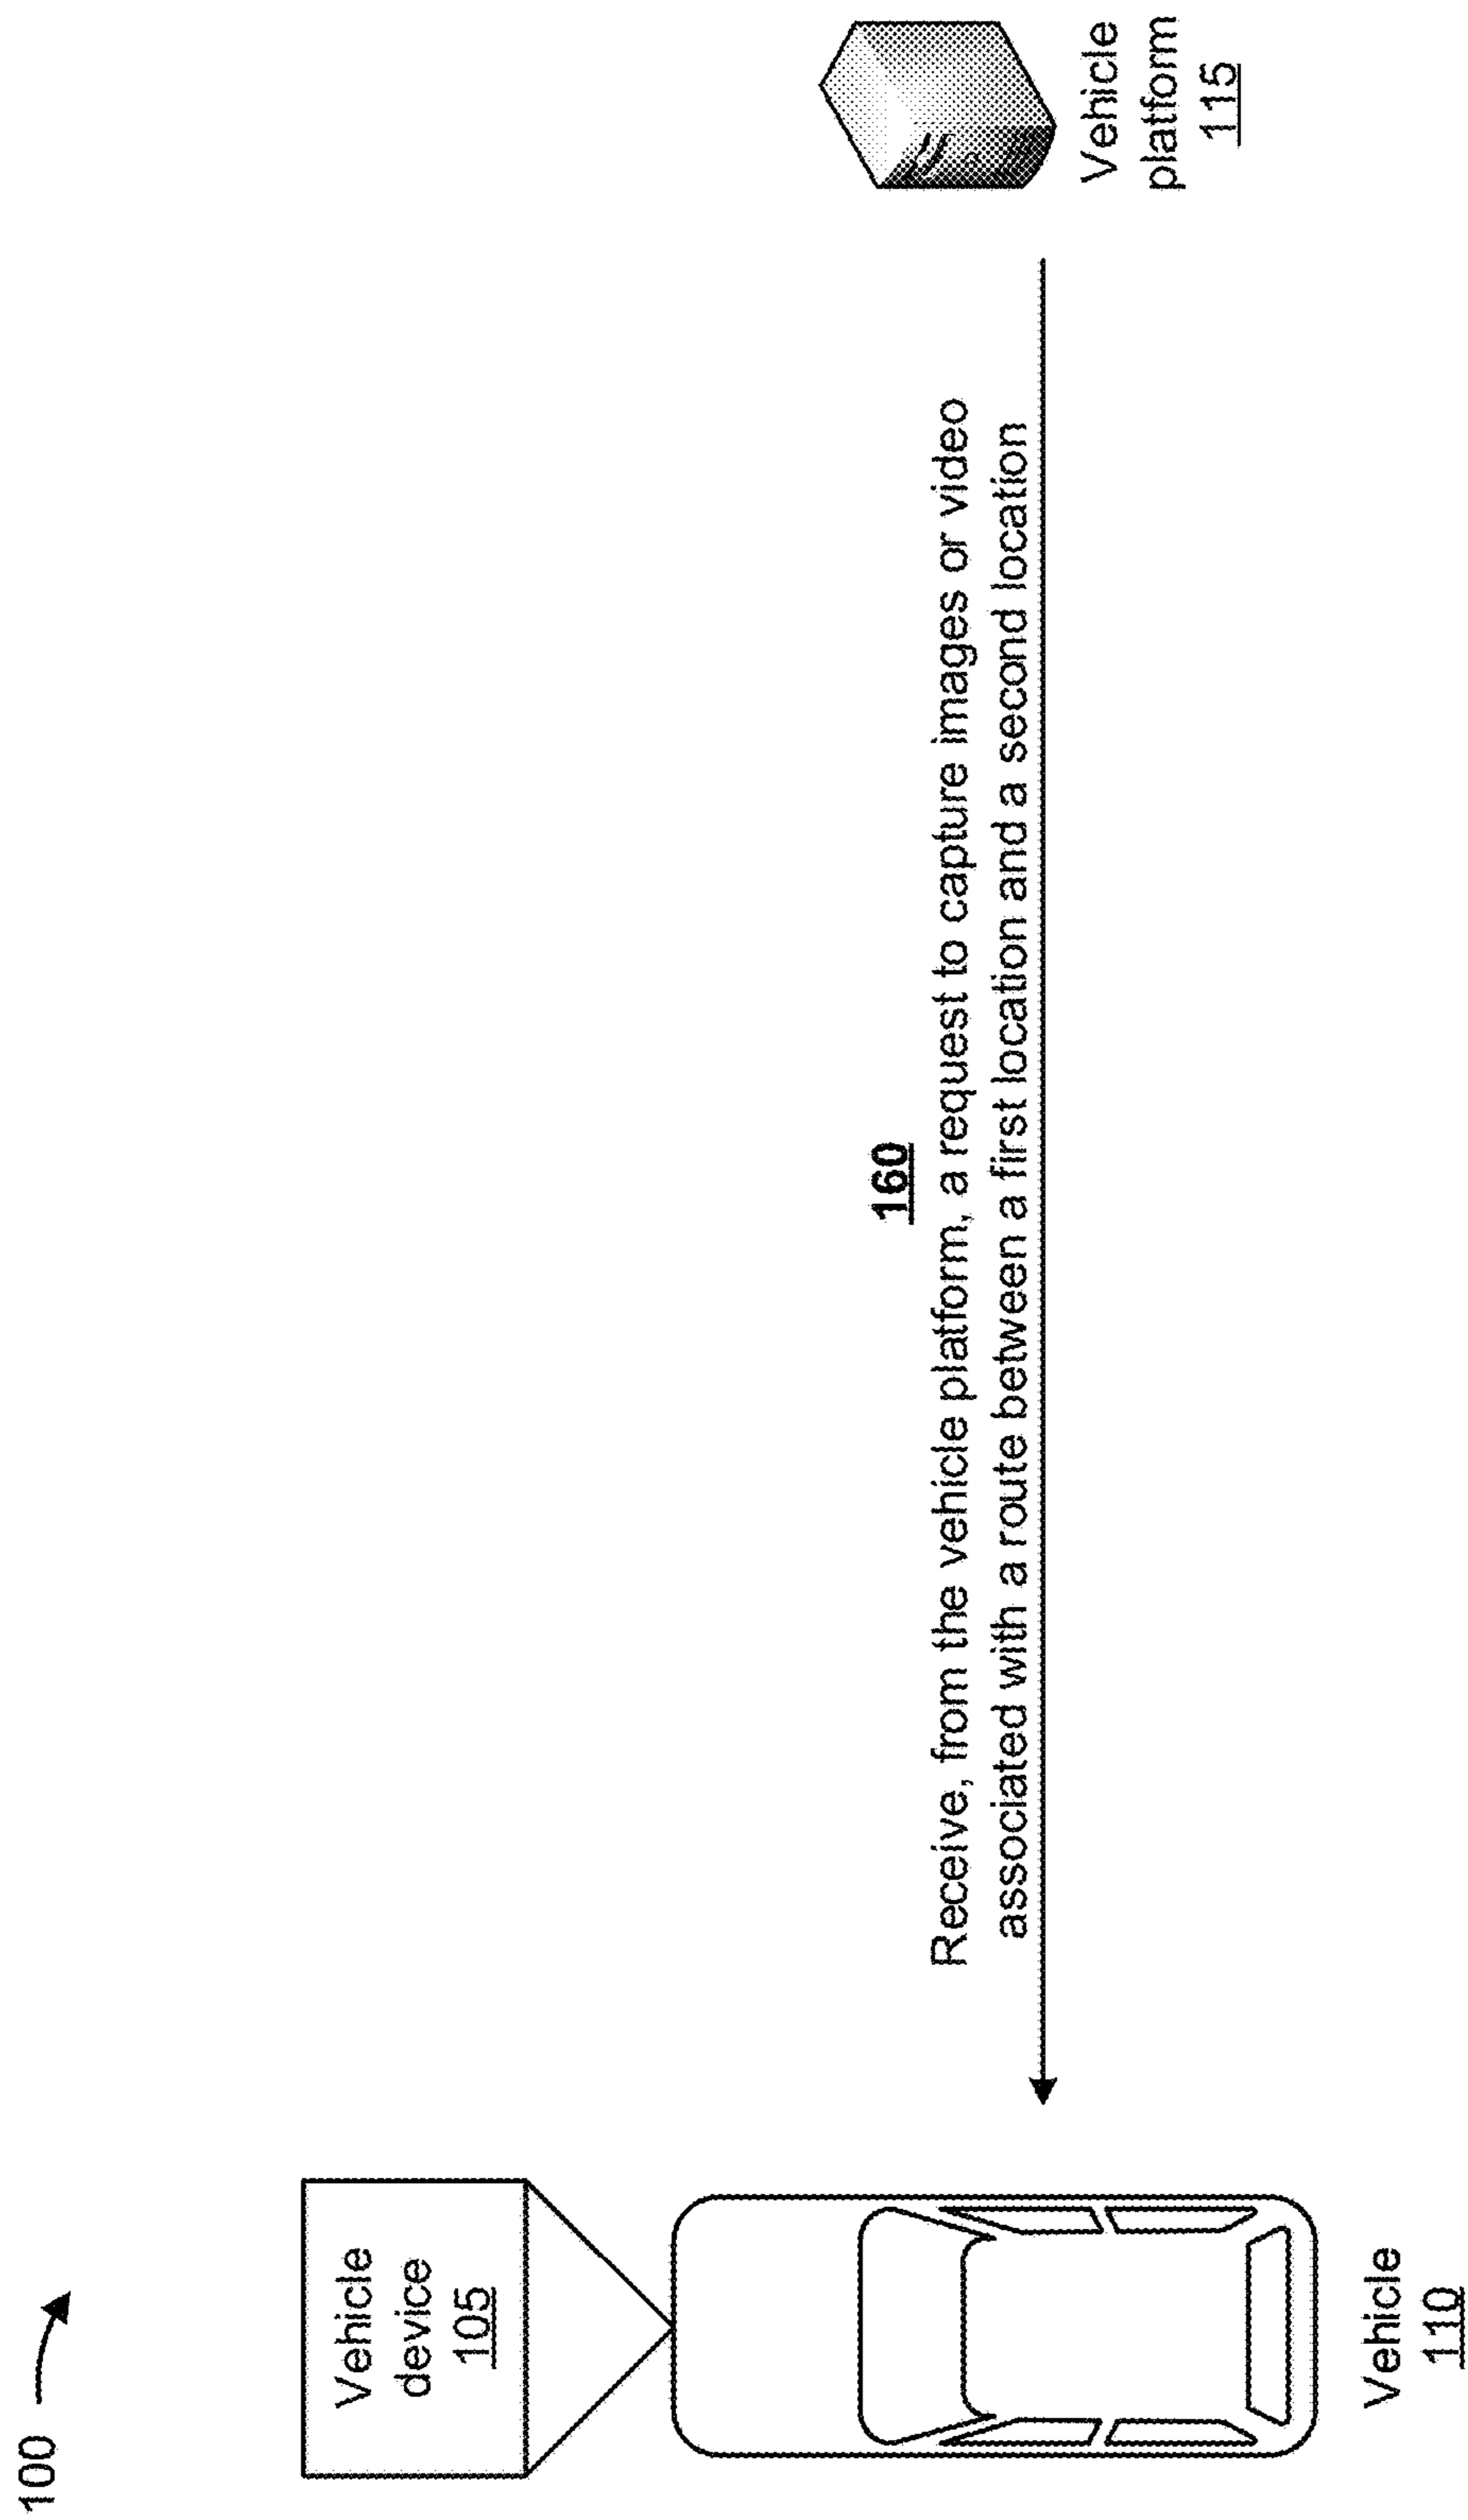 100
Vehicle
device
105
160
Receive, from the vehicle platform, a request to capture images or video
associated with a route between a first location and a second location
Vehicle
platform
115
Vehicle
110